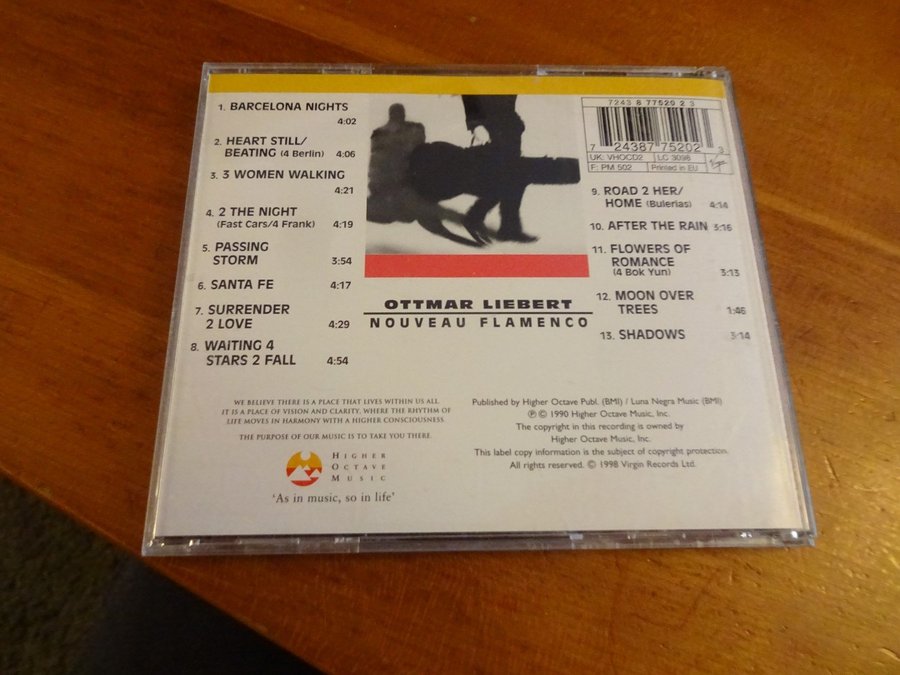 1. BARCELONA NIGHTS
4:02
2. HEART STILL/
BEATING (4 Berlin) 4:06
3. 3 WOMEN WALKING
4:21
4. 2 THE NIGHT
(Fast Cars/4 Frank) 4:19
5. PASSING
STORM 3:54
6. SANTA FE 4:17
7. SURRENDER
2 LOVE 4:29
8. WAITING 4
STARS 2 FALL 4:54
OTTMAR LIEBERT
NOUVEAU FLAMENCO
7243 8 77520 2 3
7 24387 75202 3
UK: VHOCD2 LC 3098
F: PM 502 Printed in EU
Virgin
9. ROAD 2 HER/
HOME (Bulerias) 4:14
10. AFTER THE RAIN 3:16
11. FLOWERS OF
ROMANCE
(4 Bok Yun) 3:13
12. MOON OVER
TREES 1:46
13. SHADOWS 3:14
WE BELIEVE THERE IS A PLACE THAT LIVES WITHIN US ALL
IT IS A PLACE OF VISION AND CLARITY, WHERE THE RHYTHM OF
LIFE MOVES IN HARMONY WITH A HIGHER CONSCIOUSNESS.
THE PURPOSE OF OUR MUSIC IS TO TAKE YOU THERE
HIGHER
OCTAVE
MUSIC
'As in music, so in life'
Published by Higher Octave Publ. (BMI) / Luna Negra Music (BMI)
℗ © 1990 Higher Octave Music, Inc.
The copyright in this recording is owned by
Higher Octave Music, Inc.
This label copy information is the subject of copyright protection.
All rights reserved. © 1998 Virgin Records Ltd.